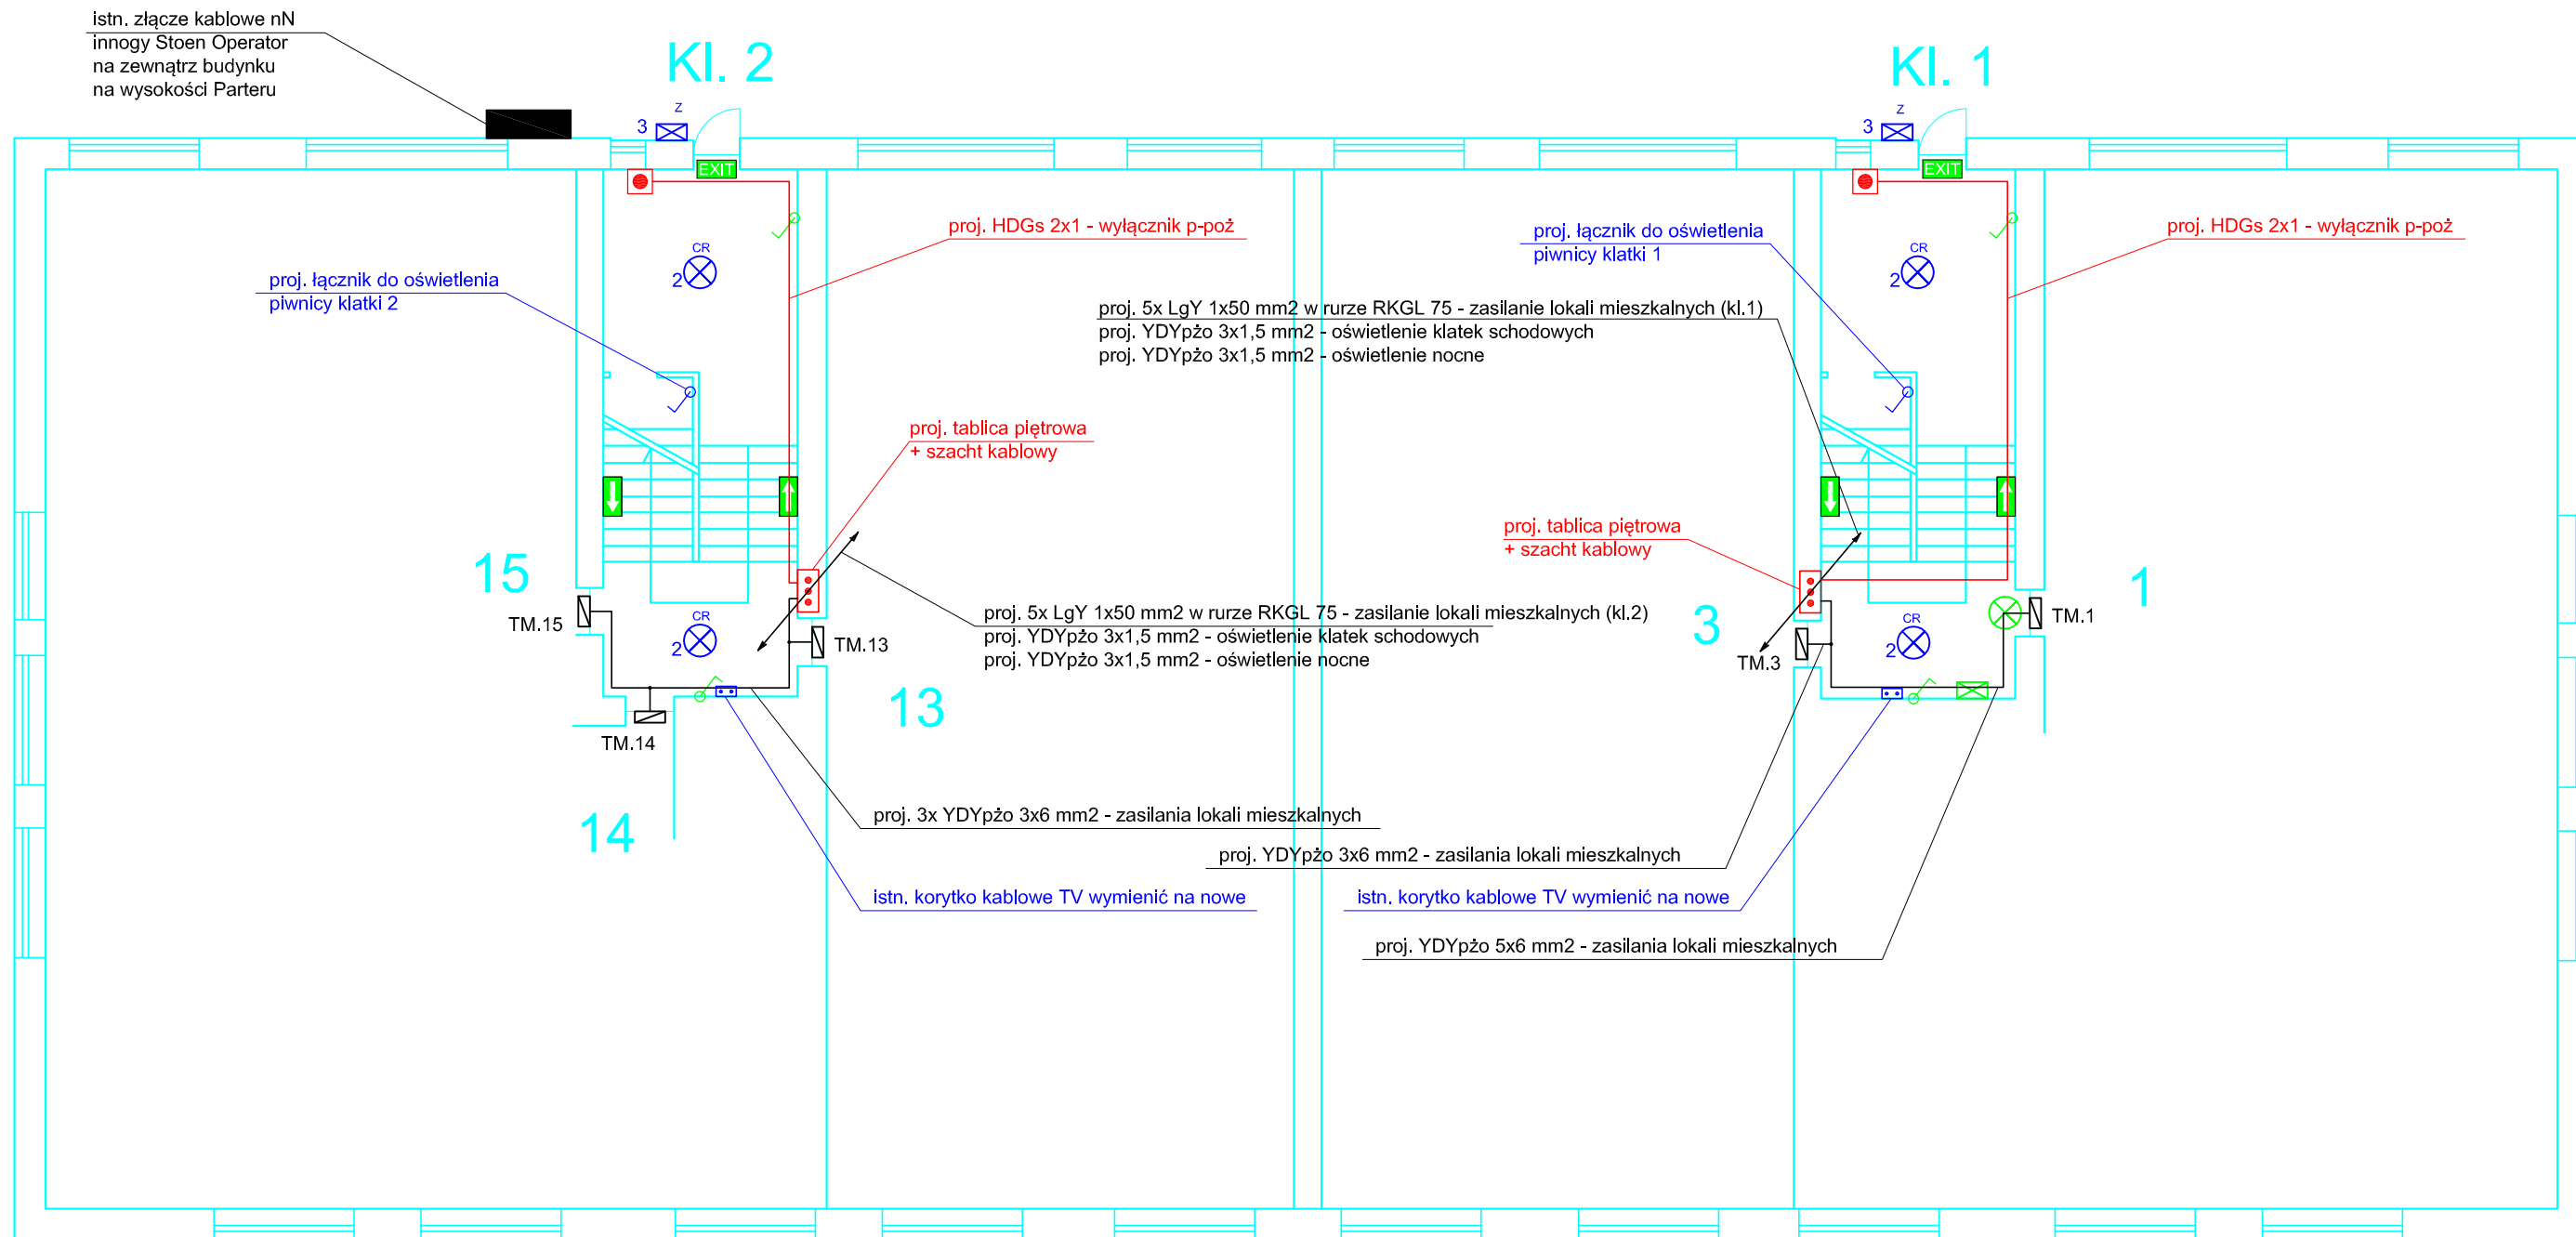 istn. złącze kablowe nN
innogy Stoen Operator
na zewnątrz budynku
na wysokości Parteru
Kl. 2
Kl. 1
Z
3
EXIT
Z
3
EXIT
proj. HDGs 2x1 - wyłącznik p-poż
proj. łącznik do oświetlenia
piwnicy klatki 1
proj. HDGs 2x1 - wyłącznik p-poż
CR
2
CR
2
proj. łącznik do oświetlenia
piwnicy klatki 2
proj. 5x LgY 1x50 mm2 w rurze RKGL 75 - zasilanie lokali mieszkalnych (kl.1)
proj. YDYpżo 3x1,5 mm2 - oświetlenie klatek schodowych
proj. YDYpżo 3x1,5 mm2 - oświetlenie nocne
proj. tablica piętrowa
+ szacht kablowy
proj. tablica piętrowa
+ szacht kablowy
15
TM.15
CR
2
TM.13
proj. 5x LgY 1x50 mm2 w rurze RKGL 75 - zasilanie lokali mieszkalnych (kl.2)
proj. YDYpżo 3x1,5 mm2 - oświetlenie klatek schodowych
proj. YDYpżo 3x1,5 mm2 - oświetlenie nocne
3
TM.3
CR
2
TM.1
1
13
TM.14
14
proj. 3x YDYpżo 3x6 mm2 - zasilania lokali mieszkalnych
proj. YDYpżo 3x6 mm2 - zasilania lokali mieszkalnych
istn. korytko kablowe TV wymienić na nowe
istn. korytko kablowe TV wymienić na nowe
proj. YDYpżo 5x6 mm2 - zasilania lokali mieszkalnych